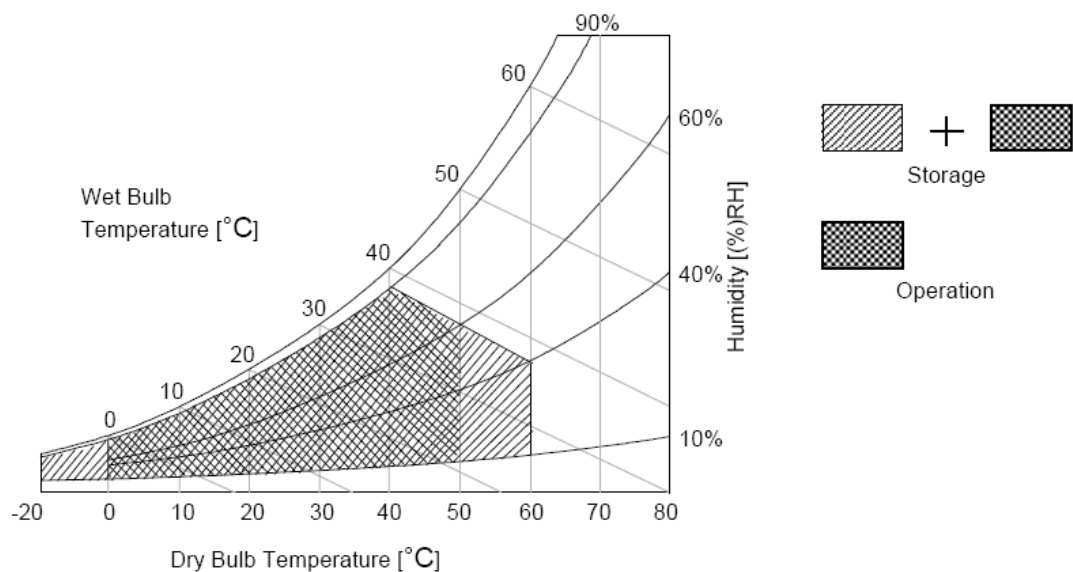 90%
60
60%
50
Wet Bulb
Temperature [°C]
Storage
40
40%
Humidity [(%)RH]
Operation
30
20
10
0
10%
-20 0 10 20 30 40 50 60 70 80
Dry Bulb Temperature [°C]